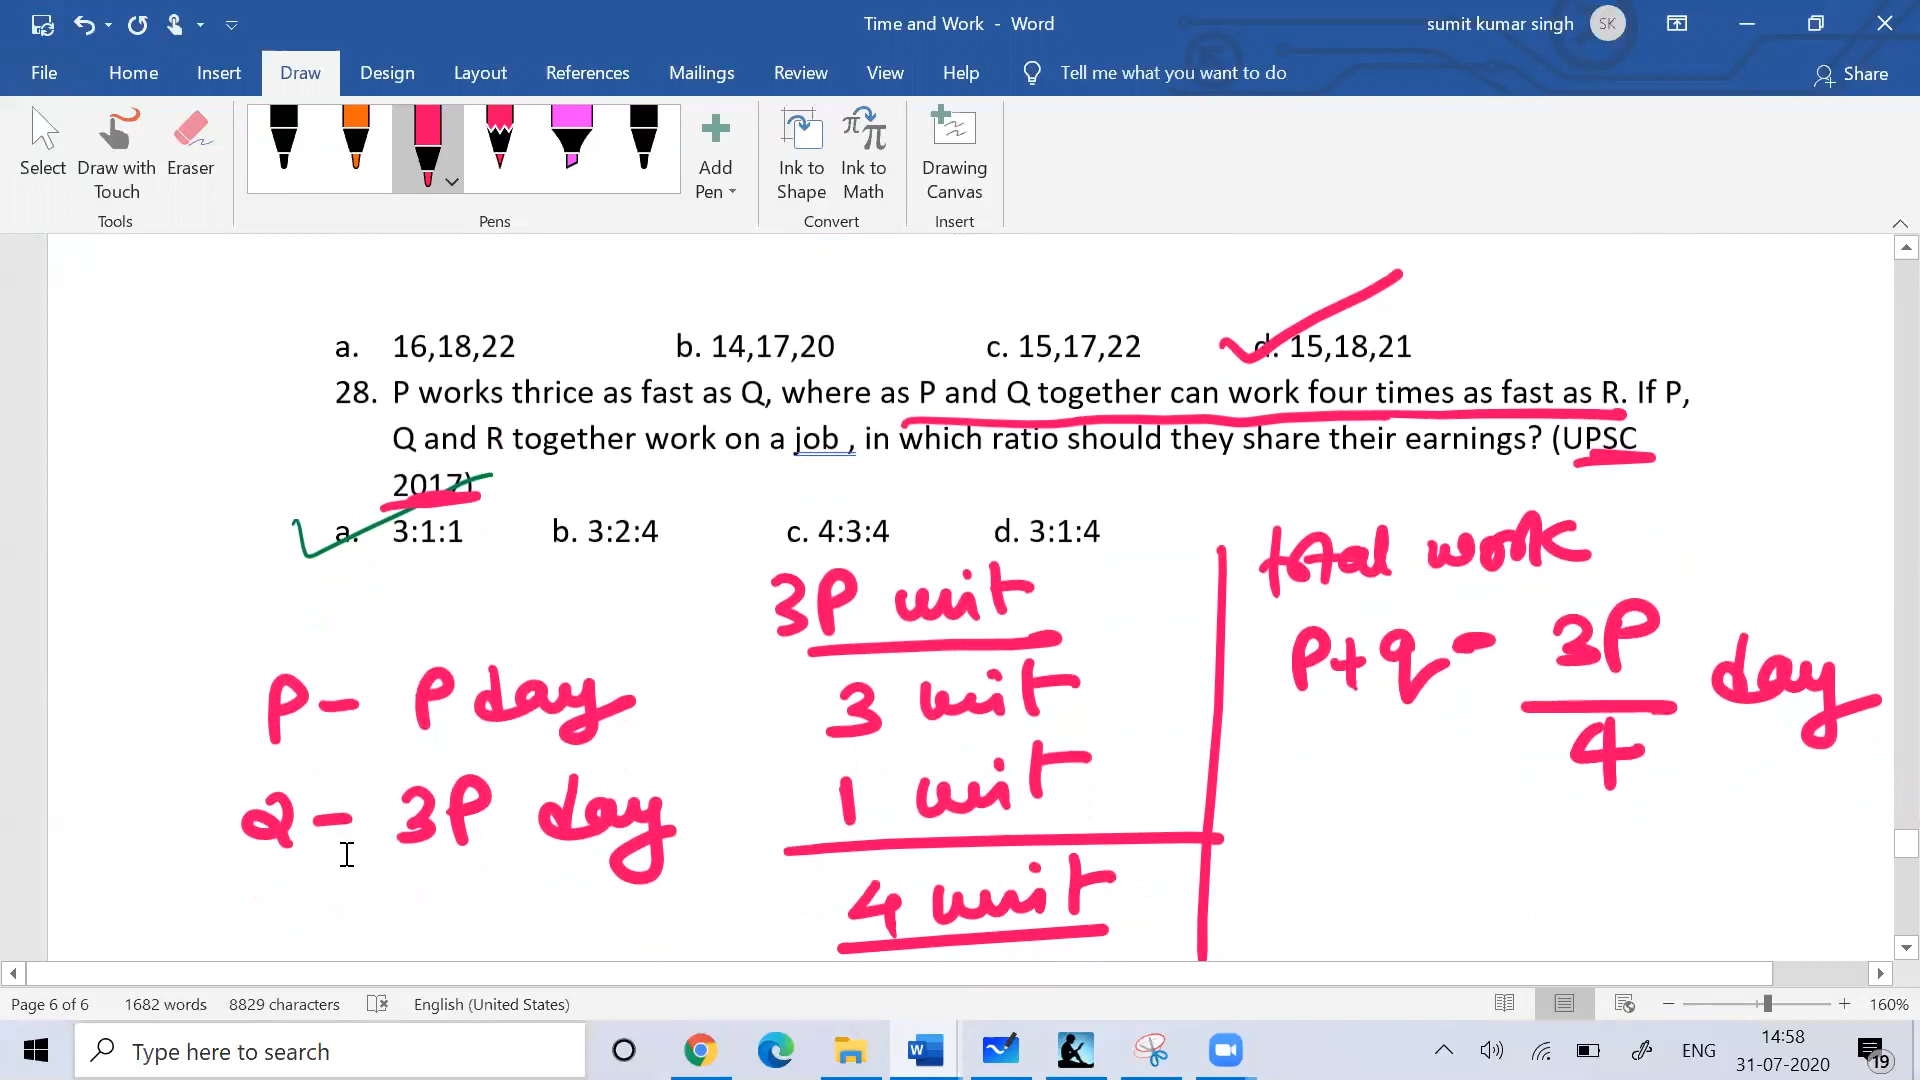 Time and Work - Word
sumit kumar singh
SK
File Home Insert Draw Design Layout References Mailings Review View Help Tell me what you want to do Share
Select Draw with Touch Eraser
Tools
Pens
Add Pen
Ink to Shape Ink to Math
Convert
Drawing Canvas
Insert
a. 16,18,22 b. 14,17,20 c. 15,17,22 d. 15,18,21
28. P works thrice as fast as Q, where as P and Q together can work four times as fast as R. If P,
Q and R together work on a job , in which ratio should they share their earnings? (UPSC
2017)
a. 3:1:1 b. 3:2:4 c. 4:3:4 d. 3:1:4
3P unit
P - P day
3 unit
2 - 3P day
1 unit
4 unit
total work
P+q - 3P/4 day
Page 6 of 6 1682 words 8829 characters English (United States) 160%
Type here to search
ENG
14:58
31-07-2020
19